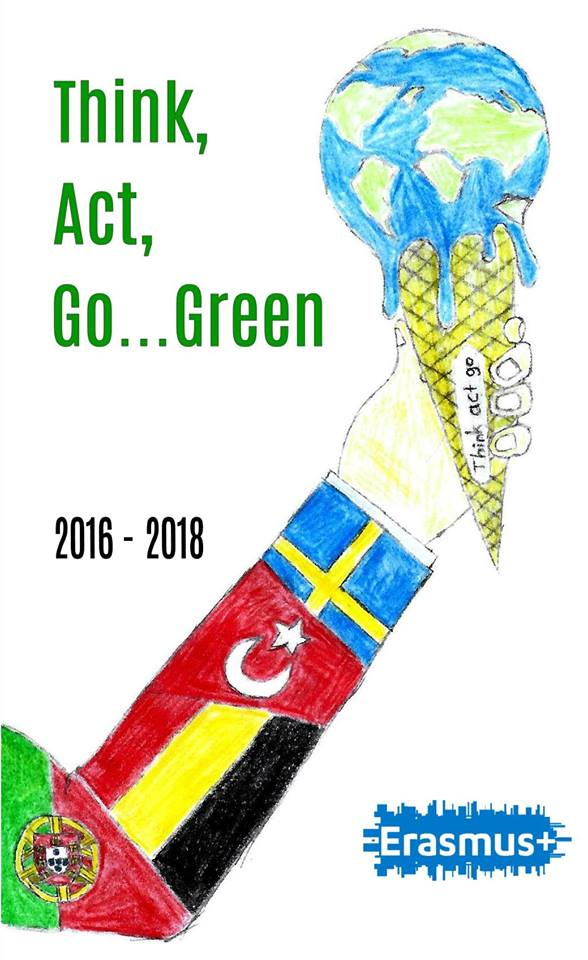 Think,
Act,
Go...Green
Think act go
2016 - 2018
Erasmus+